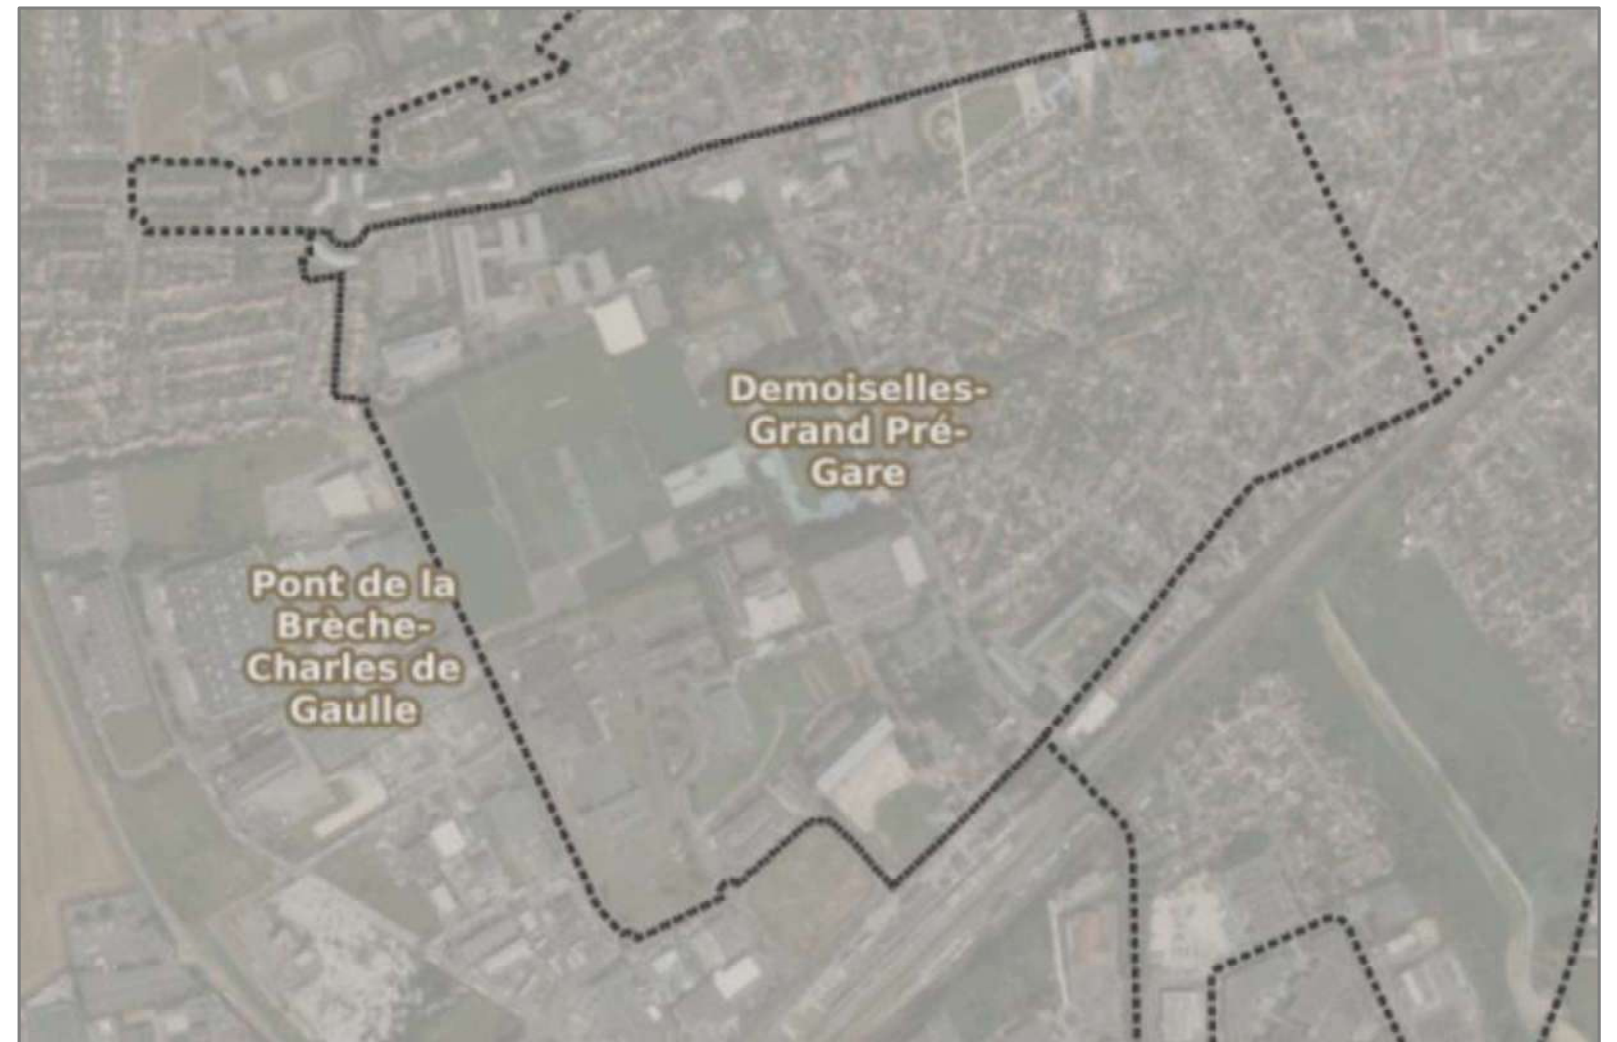 Demoiselles-
Grand Pré-
Gare
Pont de la
Brèche-
Charles de
Gaulle